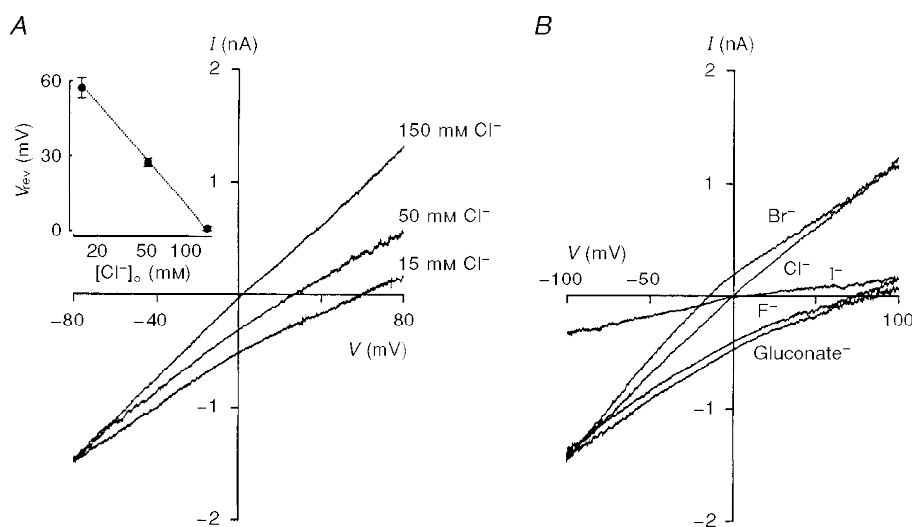 A
I (nA)
2
1
−1
−2
−80
−40
80
V (mV)
150 mM Cl⁻
50 mM Cl⁻
15 mM Cl⁻
60
30
0
Vrev (mV)
20
50
100
[Cl⁻]o (mM)
B
I (nA)
2
1
−1
−2
V (mV)
−100
−50
100
Br⁻
Cl⁻
I⁻
F⁻
Gluconate⁻